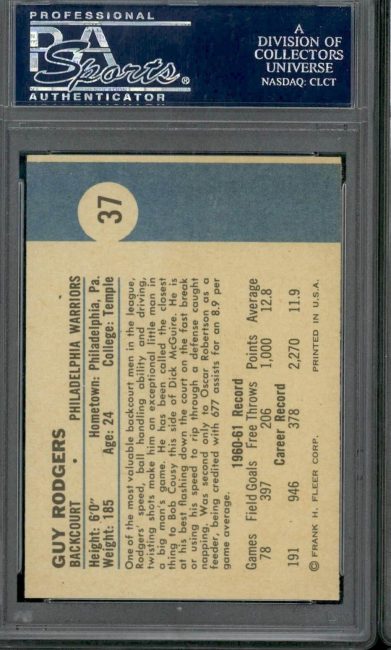 PROFESSIONAL
PSA
Sports®
AUTHENTICATOR
A
DIVISION OF
COLLECTORS
UNIVERSE
NASDAQ: CLCT
37
GUY RODGERS
BACKCOURT • PHILADELPHIA WARRIORS
Height: 6'0" Hometown: Philadelphia, Pa.
Weight: 185 Age: 24 College: Temple
One of the most valuable backcourt men in the league,
Rodgers' speed, ball handling ability and driving,
twisting shots make him an exceptional little man in
a big man's game. He has been called the closest
thing to Bob Cousy this side of Dick McGuire. He is
at his best flashing down the court on the fast break
or using his speed to rip through a defense caught
napping. Was second only to Oscar Robertson as a
feeder, being credited with 677 assists for an 8.9 per
game average.
1960-61 Record
Games Field Goals Free Throws Points Average
78 397 206 1,000 12.8
Career Record
191 946 378 2,270 11.9
© FRANK H. FLEER CORP. PRINTED IN U.S.A.